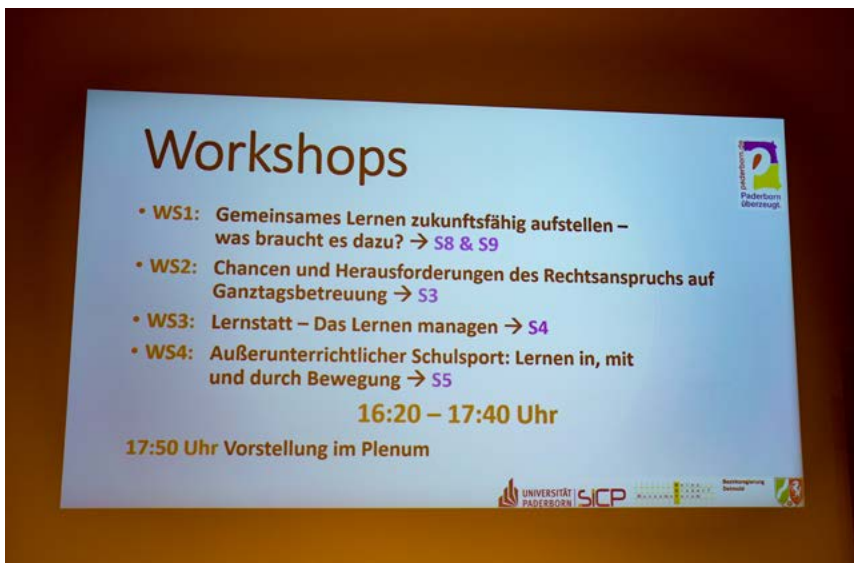 Workshops
paderborn.de
Paderborn
überzeugt.
• WS1: Gemeinsames Lernen zukunftsfähig aufstellen –
was braucht es dazu? → S8 & S9
• WS2: Chancen und Herausforderungen des Rechtsanspruchs auf
Ganztagsbetreuung → S3
• WS3: Lernstatt – Das Lernen managen → S4
• WS4: Außerunterrichtlicher Schulsport: Lernen in, mit
und durch Bewegung → S5
16:20 – 17:40 Uhr
17:50 Uhr Vorstellung im Plenum
UNIVERSITÄT
PADERBORN
SICP
Bezirksregierung
Detmold